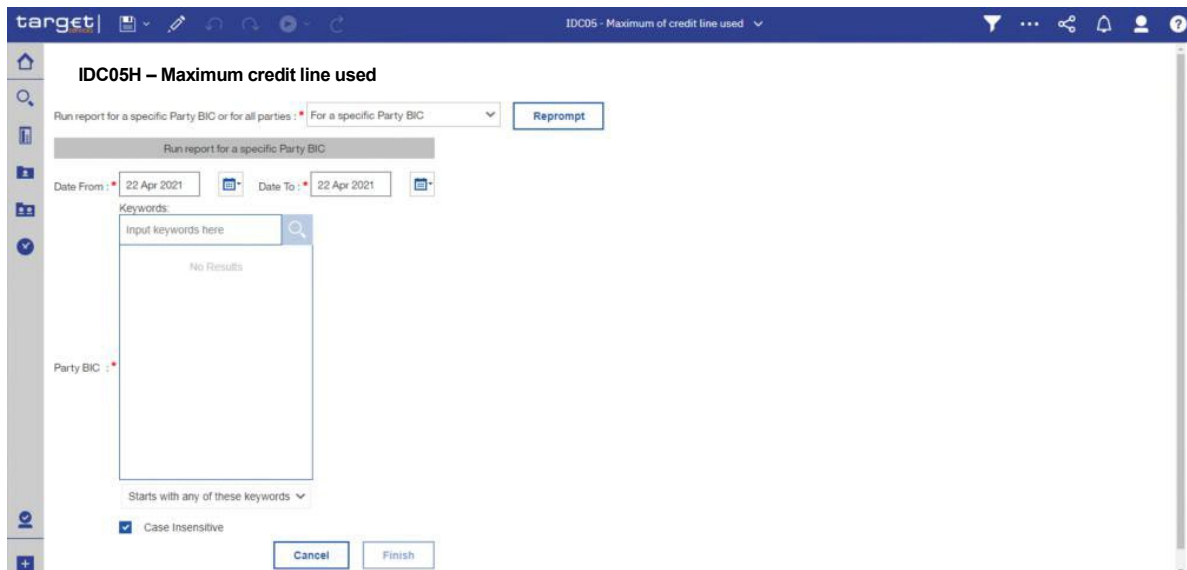 target| IDC05 - Maximum of credit line used
services
IDC05H – Maximum credit line used
Run report for a specific Party BIC or for all parties : * For a specific Party BIC Reprompt
Run report for a specific Party BIC
Date From : * 22 Apr 2021 Date To : * 22 Apr 2021
Keywords:
Input keywords here
No Results
Party BIC : *
Starts with any of these keywords
Case Insensitive
Cancel Finish